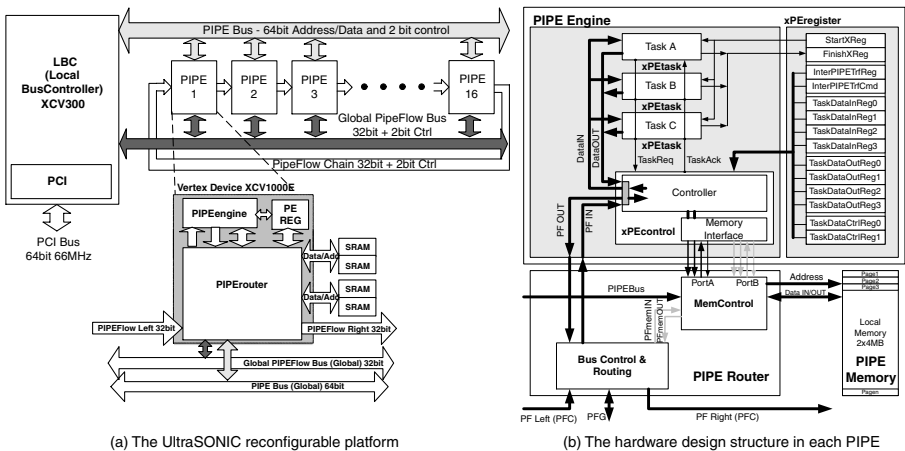 PIPE Bus - 64bit Address/Data and 2 bit control
LBC
(Local
BusController)
XCV300
PIPE
1
PIPE
2
PIPE
3
PIPE
16
Global PipeFlow Bus
32bit + 2bit Ctrl
PipeFlow Chain 32bit + 2bit Ctrl
PCI
PCI Bus
64bit 66MHz
Vertex Device XCV1000E
PIPEengine
PE
REG
PIPErouter
Data/Add
SRAM
SRAM
Data/Add
SRAM
SRAM
PIPEFlow Left 32bit
PIPEFlow Right 32bit
Global PIPEFlow Bus (Global) 32bit
PIPE Bus (Global) 64bit
(a) The UltraSONIC reconfigurable platform
PIPE Engine
Task A
xPEtask
Task B
xPEtask
Task C
xPEtask
DataIN
DataOUT
TaskReq
TaskAck
Controller
xPEcontrol
Memory
Interface
PF OUT
PF IN
xPEregister
StartXReg
FinishXReg
InterPIPETrfReg
InterPIPETrfCmd
TaskDataInReg0
TaskDataInReg1
TaskDataInReg2
TaskDataInReg3
TaskDataOutReg0
TaskDataOutReg1
TaskDataOutReg2
TaskDataOutReg3
TaskDataCtrlReg0
TaskDataCtrlReg1
PortA
PortB
MemControl
PIPEBus
PFmemIN
PFmemOUT
Address
Data IN/OUT
Page1
Page2
Page3
Local
Memory
2x4MB
PIPE
Memory
Pagen
Bus Control &
Routing
PIPE Router
PF Left (PFC)
PFG
PF Right (PFC)
(b) The hardware design structure in each PIPE